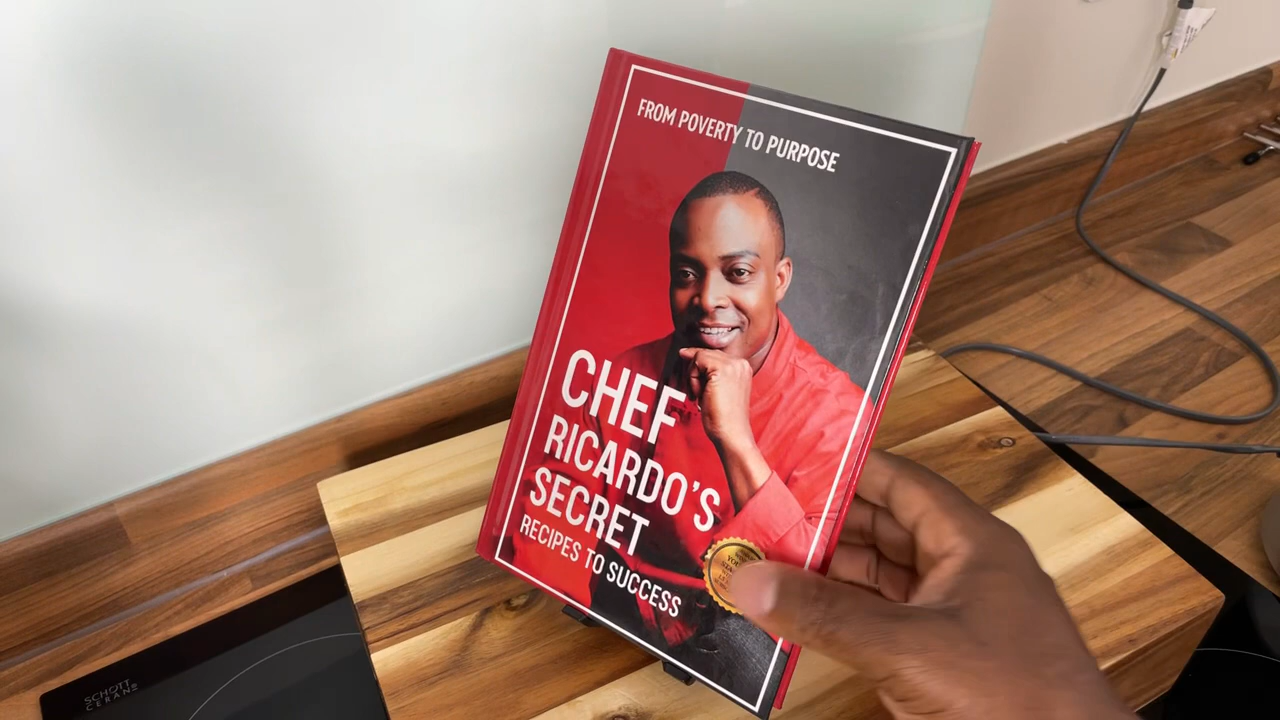 FROM POVERTY TO PURPOSE
CHEF
RICARDO'S
SECRET
RECIPES TO SUCCESS
SCHOTT
CERAN